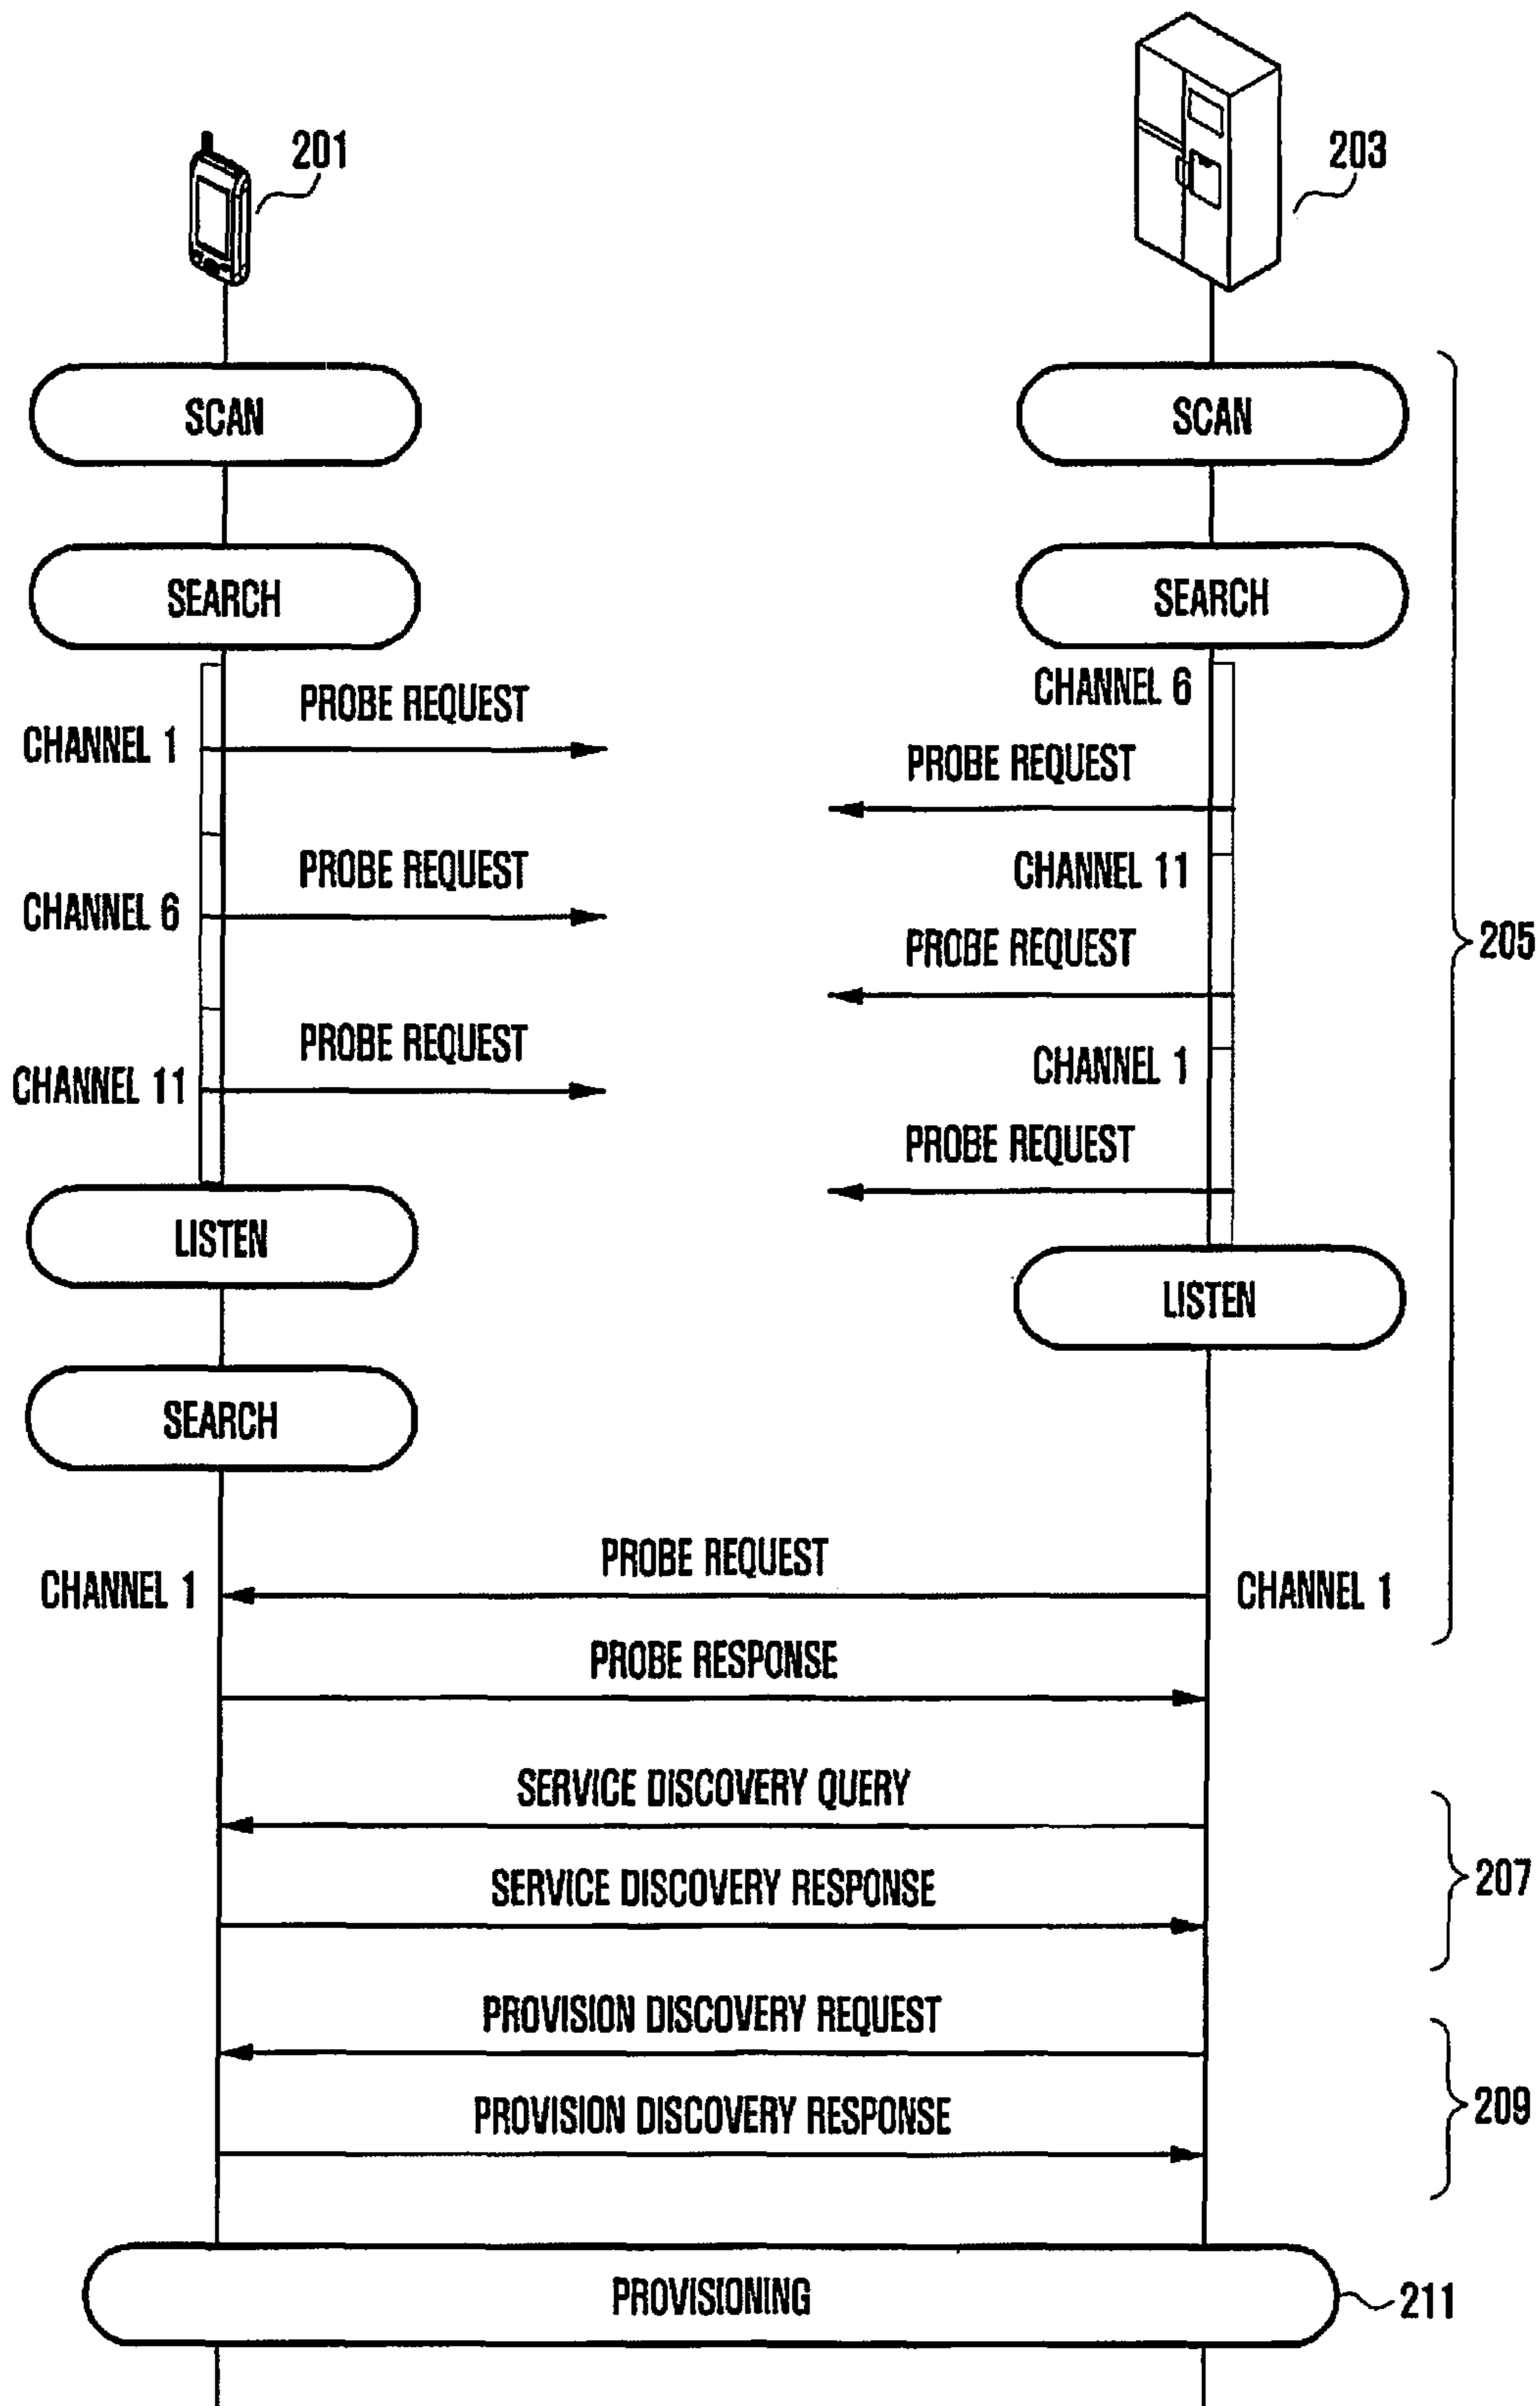 201
203
SCAN
SCAN
SEARCH
SEARCH
CHANNEL 6
PROBE REQUEST
CHANNEL 1
PROBE REQUEST
PROBE REQUEST
CHANNEL 11
CHANNEL 6
PROBE REQUEST
205
PROBE REQUEST
CHANNEL 1
CHANNEL 11
PROBE REQUEST
LISTEN
LISTEN
SEARCH
PROBE REQUEST
CHANNEL 1
CHANNEL 1
PROBE RESPONSE
SERVICE DISCOVERY QUERY
207
SERVICE DISCOVERY RESPONSE
PROVISION DISCOVERY REQUEST
209
PROVISION DISCOVERY RESPONSE
PROVISIONING
211